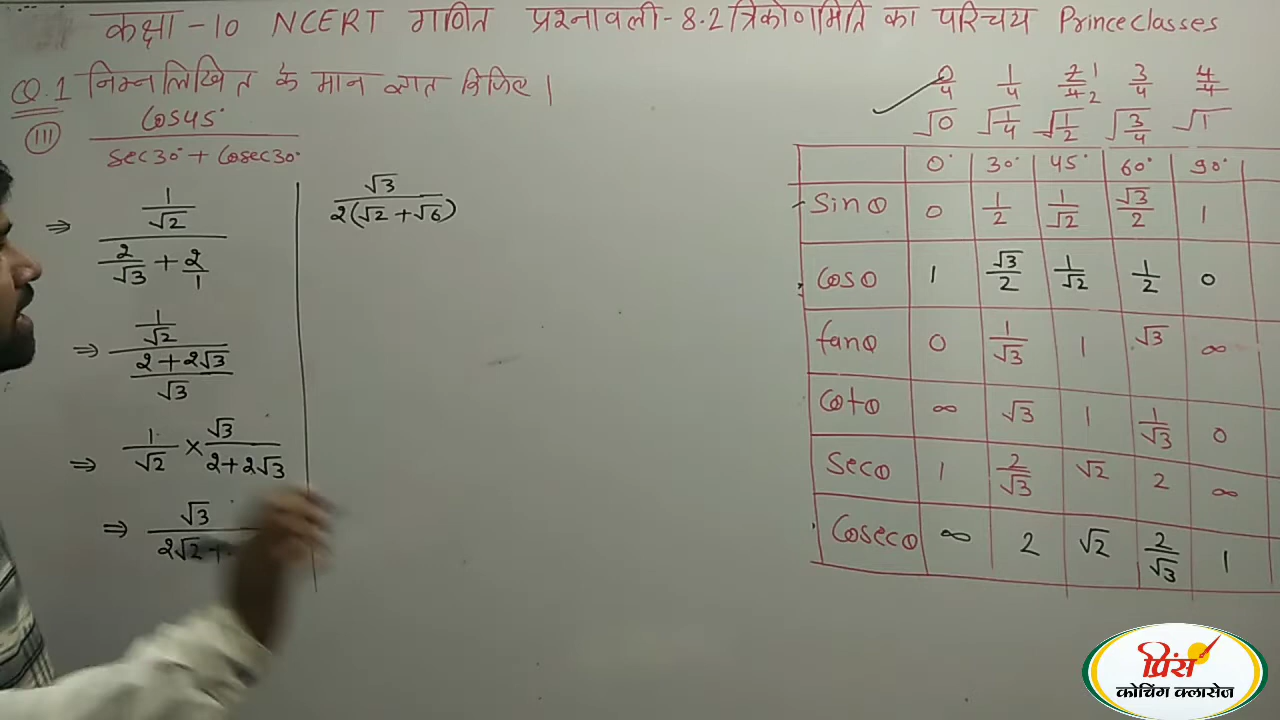 कक्षा -10 NCERT गणित प्रश्नावली-8.2 त्रिकोणमिति का परिचय Prince classes
Q.1 निम्नलिखित के मान ज्ञात किजिए।
(iii) Cos45° / Sec30° + Cosec30°
⇒ 1/√2 / 2/√3 + 2/1
⇒ 1/√2 / 2+2√3/√3
⇒ 1/√2 × √3/2+2√3
⇒ √3/2√2+
√3/2(√2+√6)
0/4 1/4 2/4 1/2 3/4 4/4
√0 √1/4 √1/2 √3/4 √1
0° 30° 45° 60° 90°
Sinθ 0 1/2 1/√2 √3/2 1
Cosθ 1 √3/2 1/√2 1/2 0
tanθ 0 1/√3 1 √3 ∞
Cotθ ∞ √3 1 1/√3 0
Secθ 1 2/√3 √2 2 ∞
Cosecθ ∞ 2 √2 2/√3 1
प्रिंस
कोचिंग क्लासेज